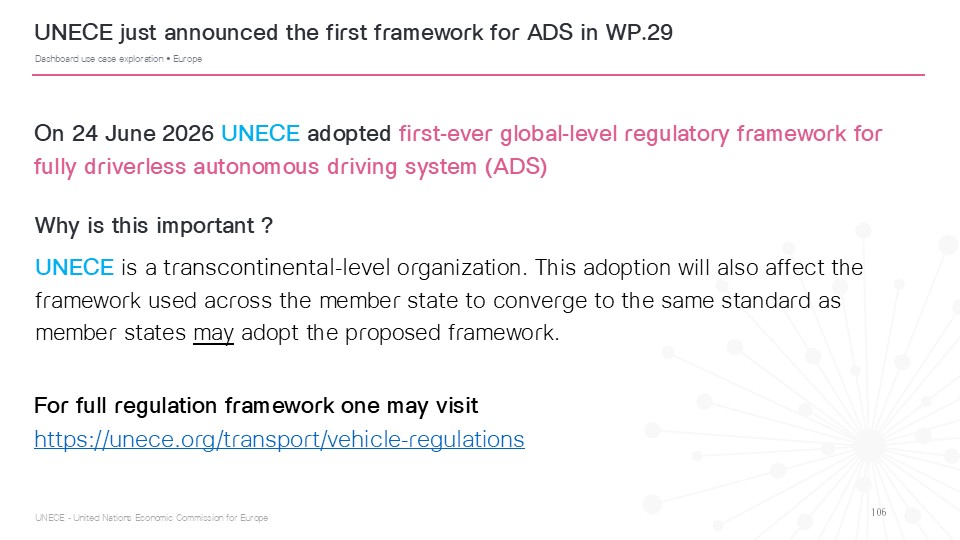 UNECE just announced the first framework for ADS in WP.29
Dashboard use case exploration • Europe
On 24 June 2026 UNECE adopted first-ever global-level regulatory framework for
fully driverless autonomous driving system (ADS)
Why is this important ?
UNECE is a transcontinental-level organization. This adoption will also affect the
framework used across the member state to converge to the same standard as
member states may adopt the proposed framework.
For full regulation framework one may visit
https://unece.org/transport/vehicle-regulations
UNECE - United Nations Economic Commission for Europe
106